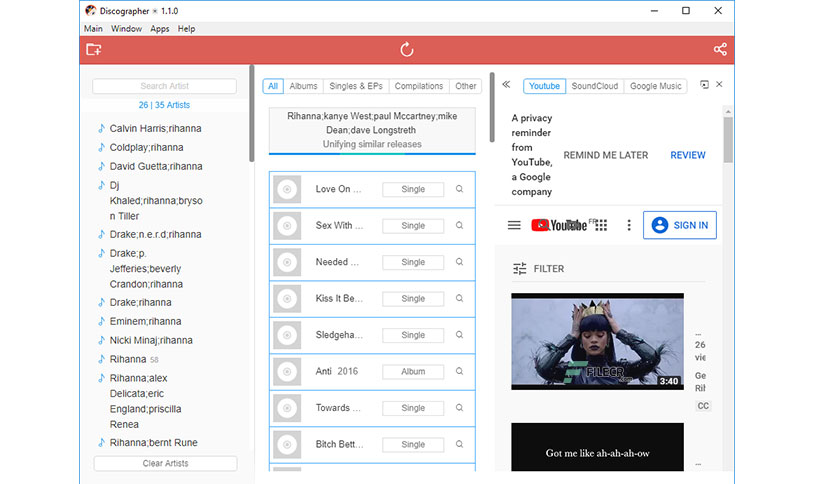 Discographer ✴ 1.1.0
Main Window Apps Help
Search Artist
26 | 35 Artists
Calvin Harris;rihanna
Coldplay;rihanna
David Guetta;rihanna
Dj
Khaled;rihanna;bryso
n Tiller
Drake;n.e.r.d;rihanna
Drake;p.
Jefferies;beverly
Crandon;rihanna
Drake;rihanna
Eminem;rihanna
Nicki Minaj;rihanna
Rihanna 58
Rihanna;alex
Delicata;eric
England;priscilla
Renea
Rihanna;bernt Rune
Clear Artists
All Albums Singles & EPs Compilations Other
Rihanna;kanye West;paul Mccartney;mike
Dean;dave Longstreth
Unifying similar releases
Love On ... Single
Sex With ... Single
Needed ... Single
Kiss It Be... Single
Sledgeha... Single
Anti 2016 Album
Towards ... Single
Bitch Bett... Single
Youtube SoundCloud Google Music
A privacy
reminder
from
YouTube,
a Google
company
REMIND ME LATER REVIEW
YouTube FR
SIGN IN
FILTER
FILECR
.com
3:40
...
26
vie
Ge
Ril
CC
Got me like ah-ah-ah-ow
...